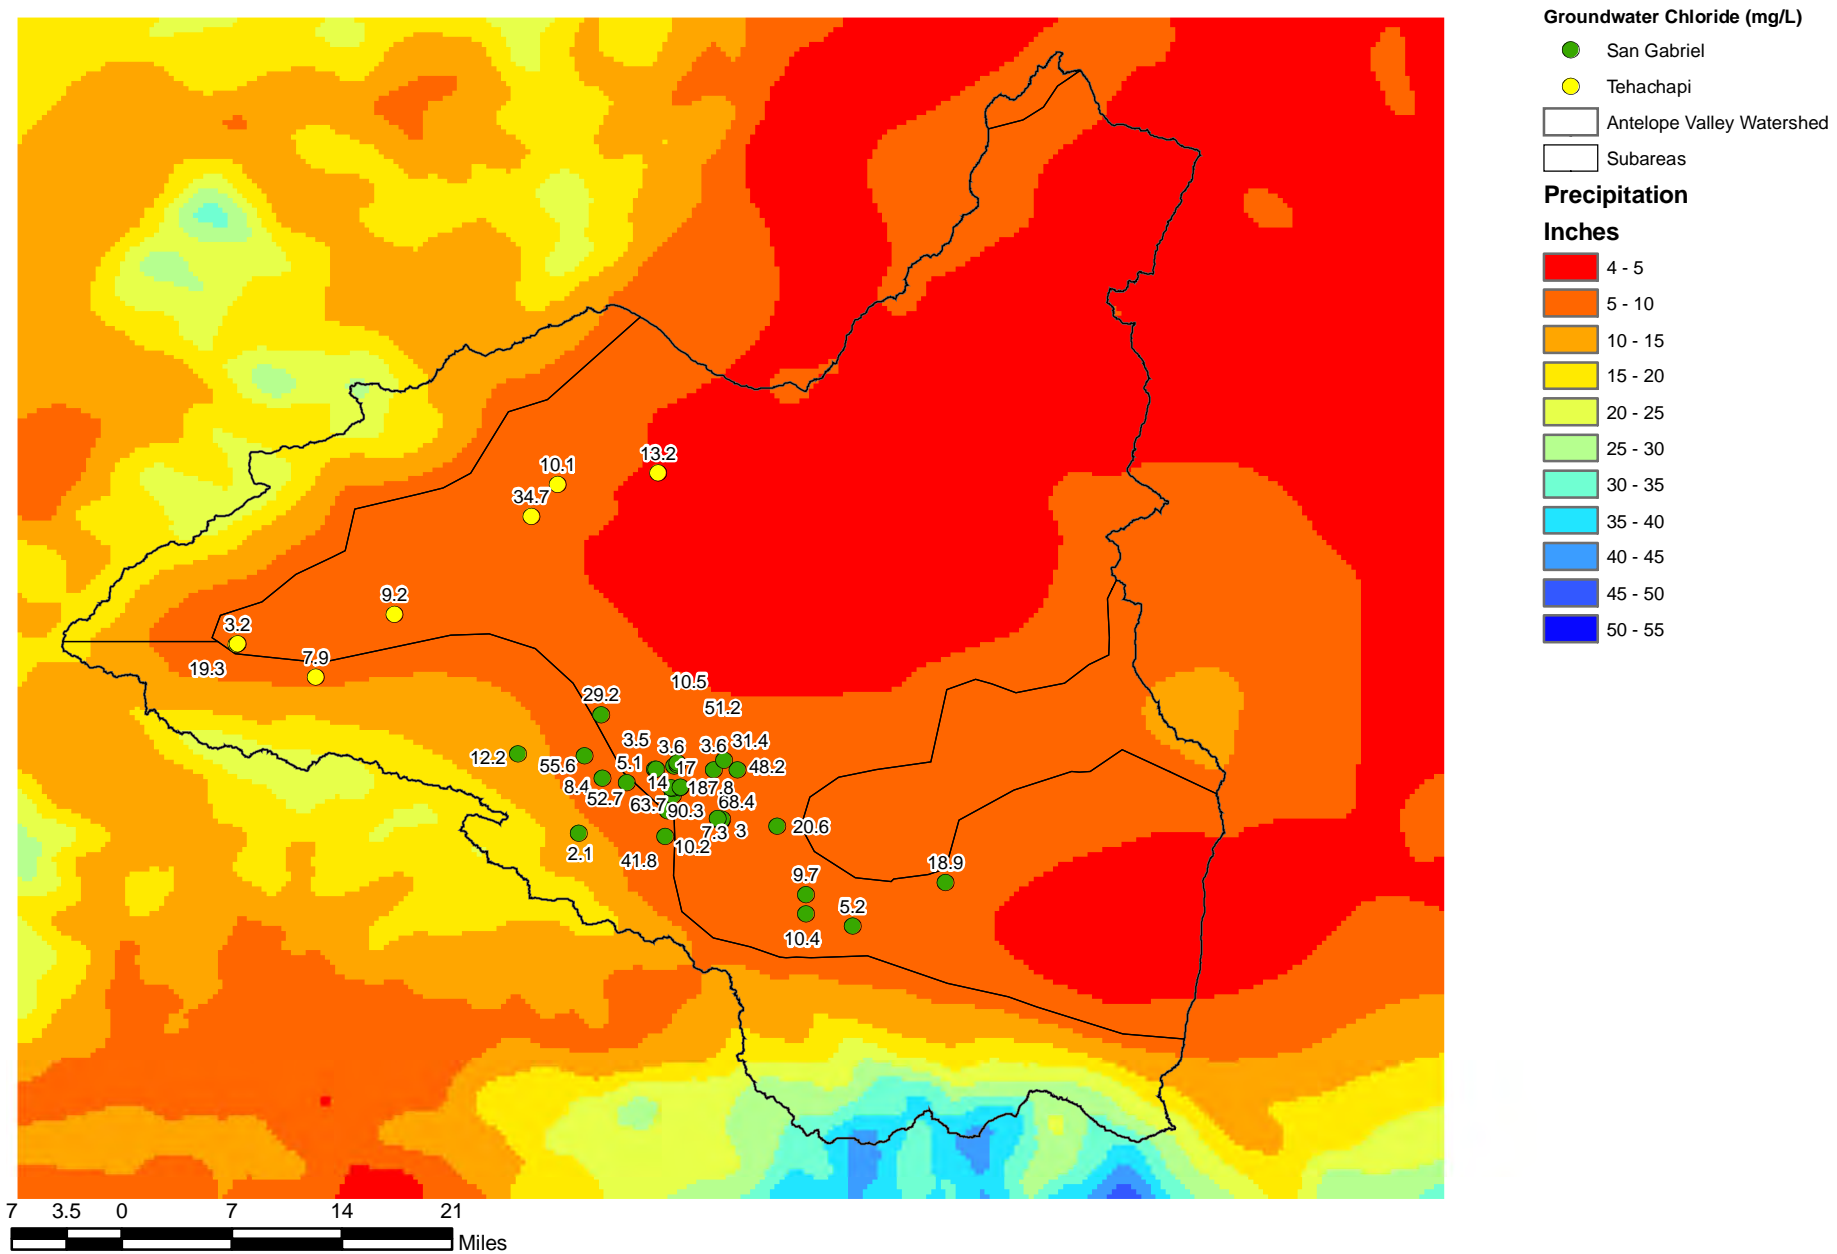 Groundwater Chloride (mg/L)
San Gabriel
Tehachapi
Antelope Valley Watershed
Subareas
Precipitation
Inches
4 - 5
5 - 10
10 - 15
15 - 20
20 - 25
25 - 30
30 - 35
35 - 40
40 - 45
45 - 50
50 - 55
13.2
10.1
34.7
9.2
3.2
7.9
19.3
10.5
29.2
51.2
3.5
3.6
3.6
31.4
12.2
55.6
5.1
17
48.2
8.4
14
187.8
52.7
63.7
90.3
68.4
7.3
3
20.6
2.1
41.8
10.2
18.9
9.7
5.2
10.4
7 3.5 0 7 14 21
Miles